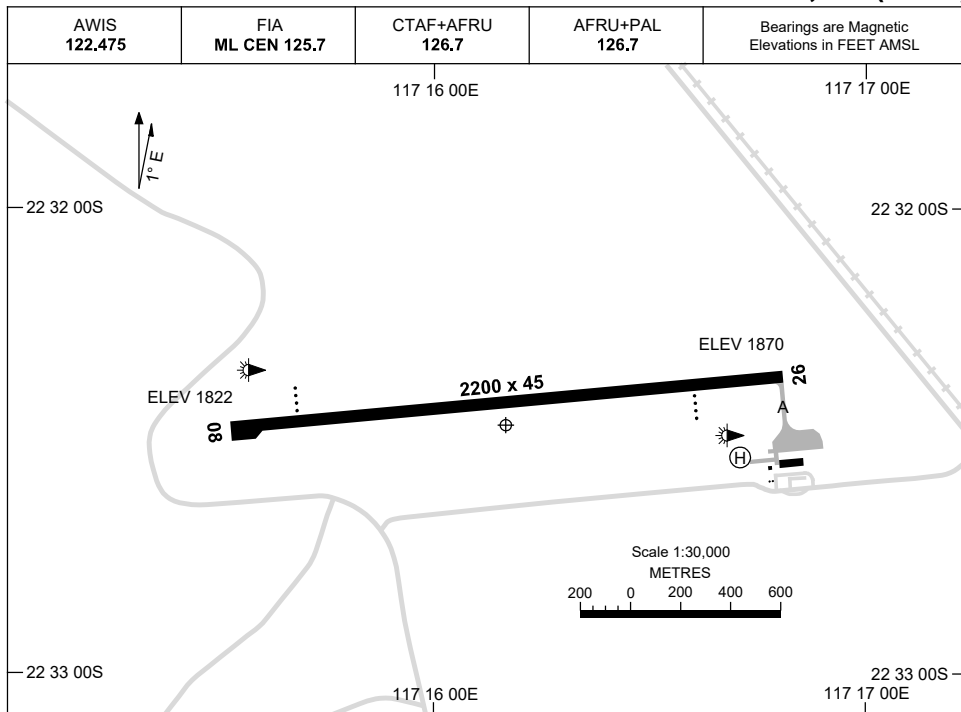 AWIS
122.475
FIA
ML CEN 125.7
CTAF+AFRU
126.7
AFRU+PAL
126.7
Bearings are Magnetic
Elevations in FEET AMSL
117 16 00E
117 17 00E
1° E
22 32 00S
22 32 00S
ELEV 1870
ELEV 1822
2200 x 45
26
08
A
H
Scale 1:30,000
METRES
200 0 200 400 600
22 33 00S
22 33 00S
117 16 00E
117 17 00E